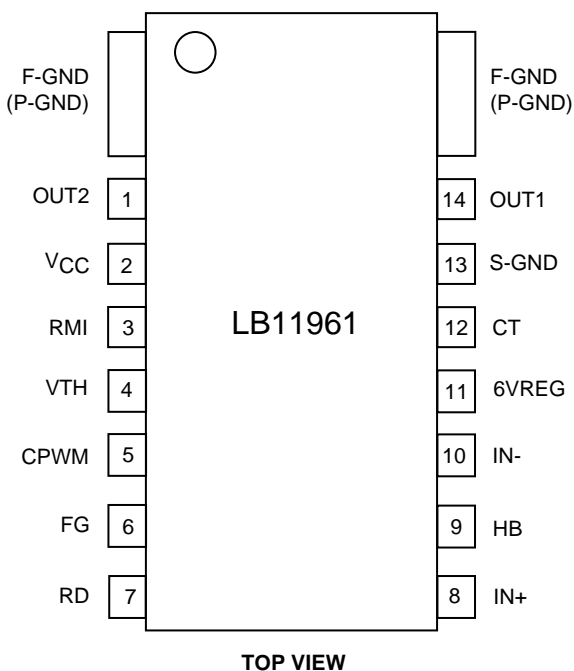 F-GND
(P-GND)
F-GND
(P-GND)
OUT2 1 14 OUT1
VCC 2 13 S-GND
RMI 3 LB11961 12 CT
VTH 4 11 6VREG
CPWM 5 10 IN-
FG 6 9 HB
RD 7 8 IN+
TOP VIEW